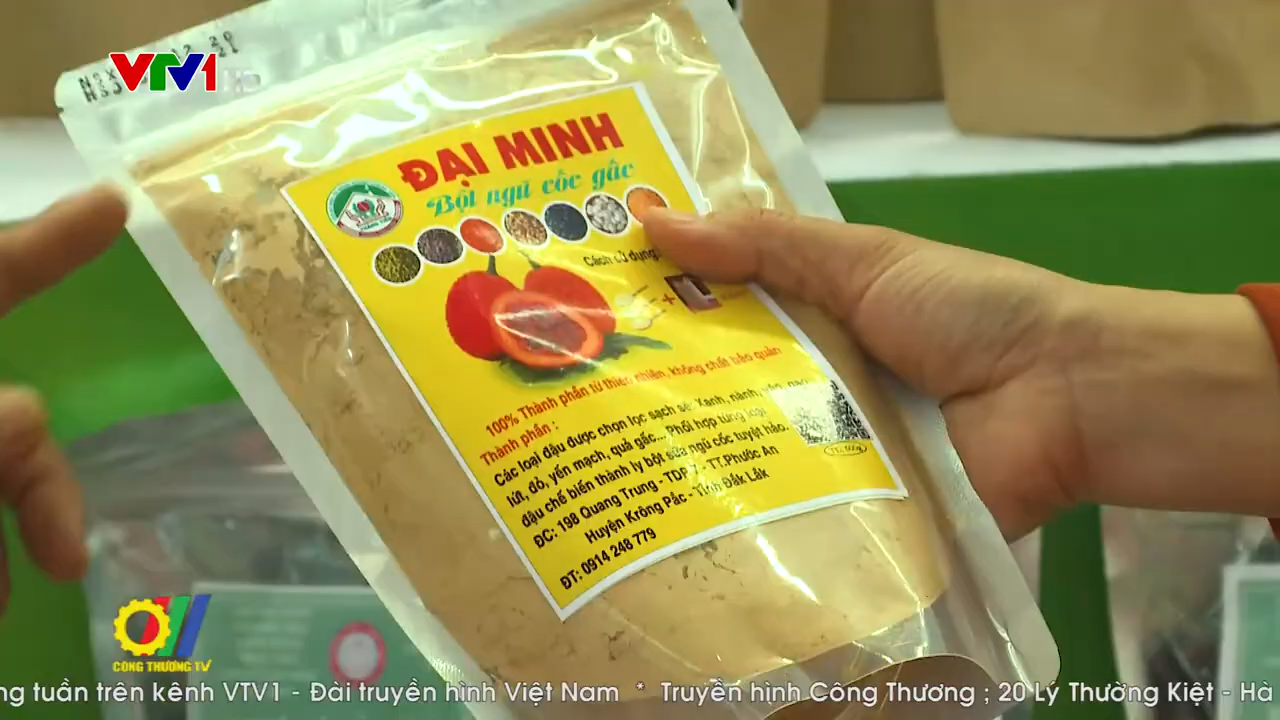 VTV1
ĐẠI MINH
Bột ngũ cốc gấc
Cách sử dụng:
100% Thành phần từ thiên nhiên, không chất bảo quản
Thành phần :
Các loại đậu được chọn lọc sạch sẽ: Xanh, nành, vân,
lứt, đỏ, yến mạch, quả gấc... Phối hợp từng loại
đậu chế biến thành ly bột sữa ngũ cốc tuyệt hảo
ĐC: 198 Quang Trung - TDP 7 - TT.Phước An
Huyện Krông Pắc - Tỉnh Đắk Lắk
ĐT: 0914 248 779
CÔNG THƯƠNG TV
ng tuần trên kênh VTV1 - Đài truyền hình Việt Nam * Truyền hình Công Thương ; 20 Lý Thường Kiệt - Hà